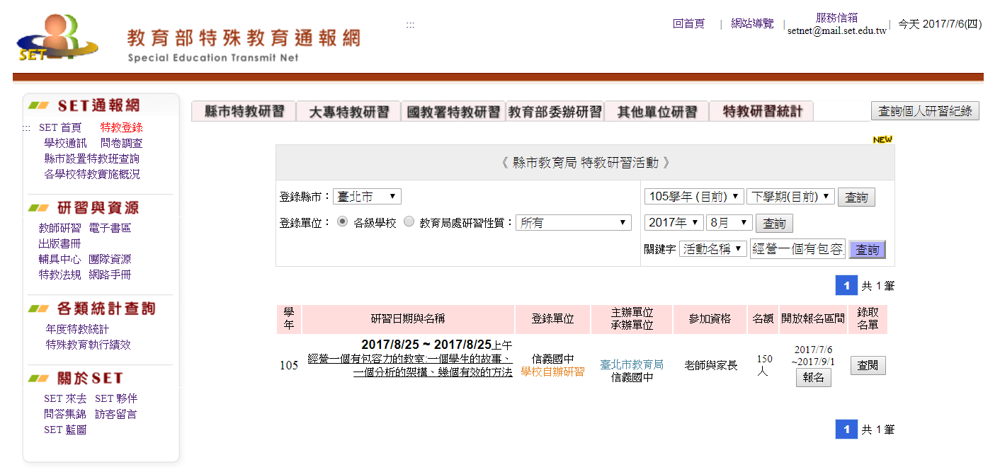 SET
教育部特殊教育通報網
Special Education Transmit Net
:::
回首頁 | 網站導覽 | 服務信箱 setnet@mail.set.edu.tw | 今天 2017/7/6(四)
SET通報網
::: SET 首頁 特教登錄
學校通訊 問卷調查
縣市設置特教班查詢
各學校特教實施概況
研習與資源
教師研習 電子書區
出版書冊
輔具中心 團隊資源
特教法規 網路手冊
各類統計查詢
年度特教統計
特殊教育執行績效
關於SET
SET 來去 SET 夥伴
問答集錦 訪客留言
SET 藍圖
縣市特教研習 大專特教研習 國教署特教研習 教育部委辦研習 其他單位研習 特教研習統計 查詢個人研習紀錄
NEW
《 縣市教育局 特教研習活動 》
登錄縣市： 臺北市 ▼
登錄單位： 各級學校 教育局處研習性質： 所有 ▼
105學年 (目前) ▼ 下學期(目前) ▼ 查詢
2017年 ▼ 8月 ▼ 查詢
關鍵字 活動名稱 ▼ 經營一個有包容 查詢
1 共 1 筆
學年 研習日期與名稱 登錄單位 主辦單位 承辦單位 參加資格 名額 開放報名區間 錄取名單
105
2017/8/25 ~ 2017/8/25上午
經營一個有包容力的教室:一個學生的故事、
一個分析的架構、幾個有效的方法
信義國中
學校自辦研習
臺北市教育局
信義國中
老師與家長
150
人
2017/7/6
~2017/9/1
報名
查閱
1 共 1 筆